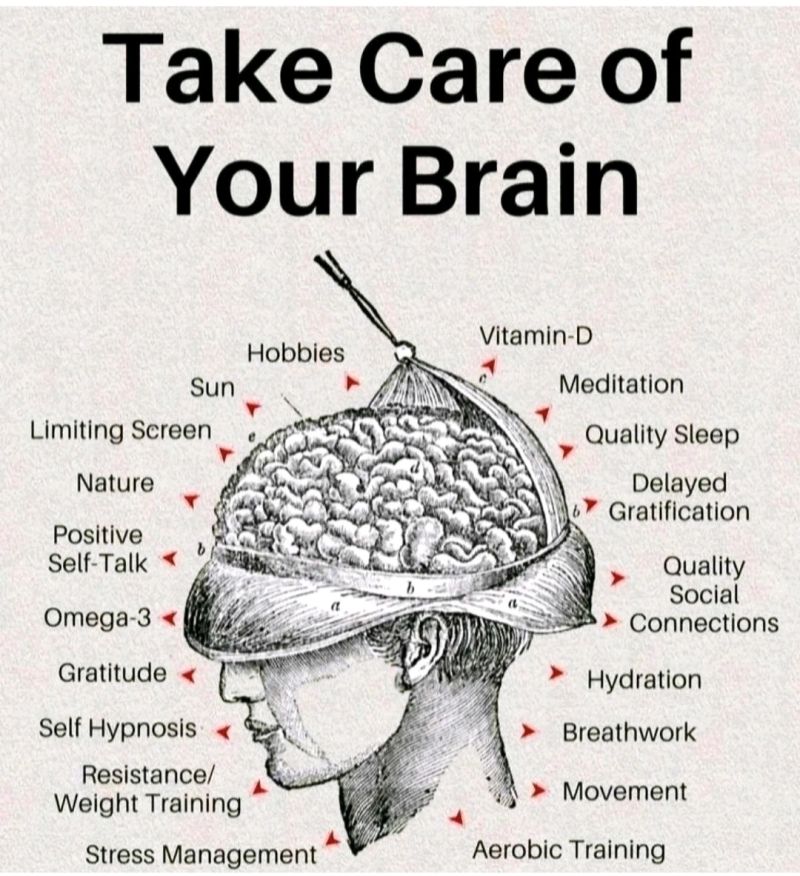 Take Care of
Your Brain
Hobbies
Sun
Limiting Screen
Nature
Positive
Self-Talk
Omega-3
Gratitude
Self Hypnosis
Resistance/
Weight Training
Stress Management
Vitamin-D
Meditation
Quality Sleep
Delayed
Gratification
Quality
Social
Connections
Hydration
Breathwork
Movement
Aerobic Training
b
b
a
a
b